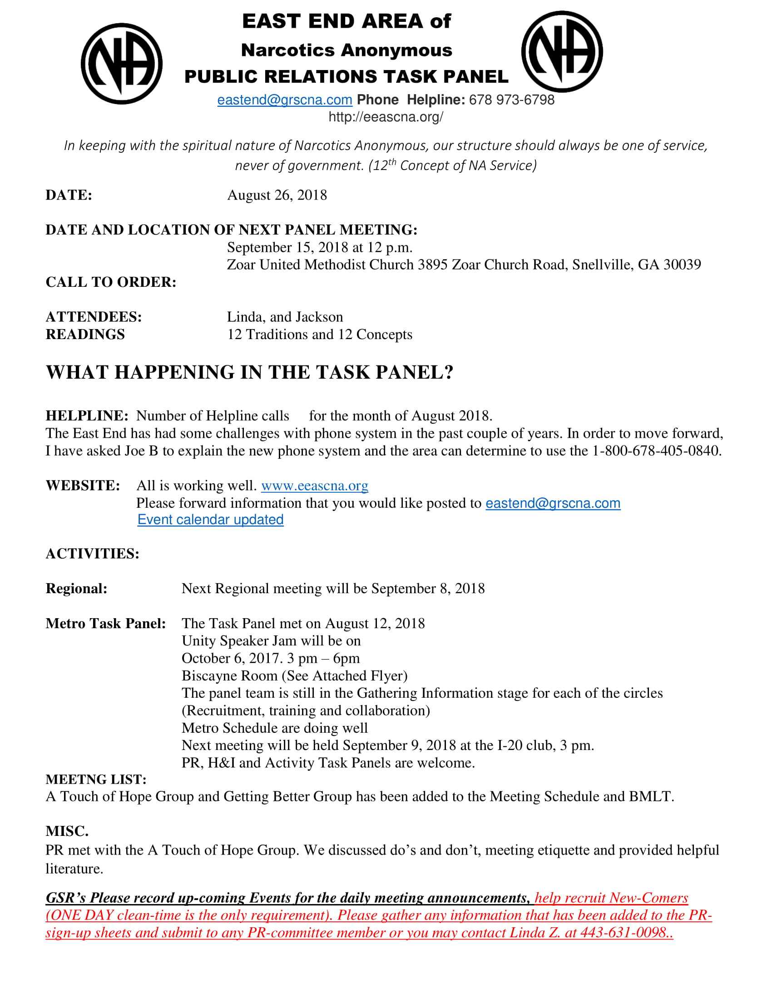 EAST END AREA of
Narcotics Anonymous
PUBLIC RELATIONS TASK PANEL
NA
NA
eastend@grscna.com Phone  Helpline: 678 973-6798
http://eeascna.org/
In keeping with the spiritual nature of Narcotics Anonymous, our structure should always be one of service,
never of government. (12th Concept of NA Service)
DATE: August 26, 2018
DATE AND LOCATION OF NEXT PANEL MEETING:
September 15, 2018 at 12 p.m.
Zoar United Methodist Church 3895 Zoar Church Road, Snellville, GA 30039
CALL TO ORDER:
ATTENDEES: Linda, and Jackson
READINGS 12 Traditions and 12 Concepts
WHAT HAPPENING IN THE TASK PANEL?
HELPLINE:  Number of Helpline calls     for the month of August 2018.
The East End has had some challenges with phone system in the past couple of years. In order to move forward,
I have asked Joe B to explain the new phone system and the area can determine to use the 1-800-678-405-0840.
WEBSITE: All is working well. www.eeascna.org
Please forward information that you would like posted to eastend@grscna.com
Event calendar updated
ACTIVITIES:
Regional: Next Regional meeting will be September 8, 2018
Metro Task Panel: The Task Panel met on August 12, 2018
Unity Speaker Jam will be on
October 6, 2017. 3 pm – 6pm
Biscayne Room (See Attached Flyer)
The panel team is still in the Gathering Information stage for each of the circles
(Recruitment, training and collaboration)
Metro Schedule are doing well
Next meeting will be held September 9, 2018 at the I-20 club, 3 pm.
PR, H&I and Activity Task Panels are welcome.
MEETNG LIST:
A Touch of Hope Group and Getting Better Group has been added to the Meeting Schedule and BMLT.
MISC.
PR met with the A Touch of Hope Group. We discussed do’s and don’t, meeting etiquette and provided helpful
literature.
GSR’s Please record up-coming Events for the daily meeting announcements, help recruit New-Comers
(ONE DAY clean-time is the only requirement). Please gather any information that has been added to the PR-
sign-up sheets and submit to any PR-committee member or you may contact Linda Z. at 443-631-0098..